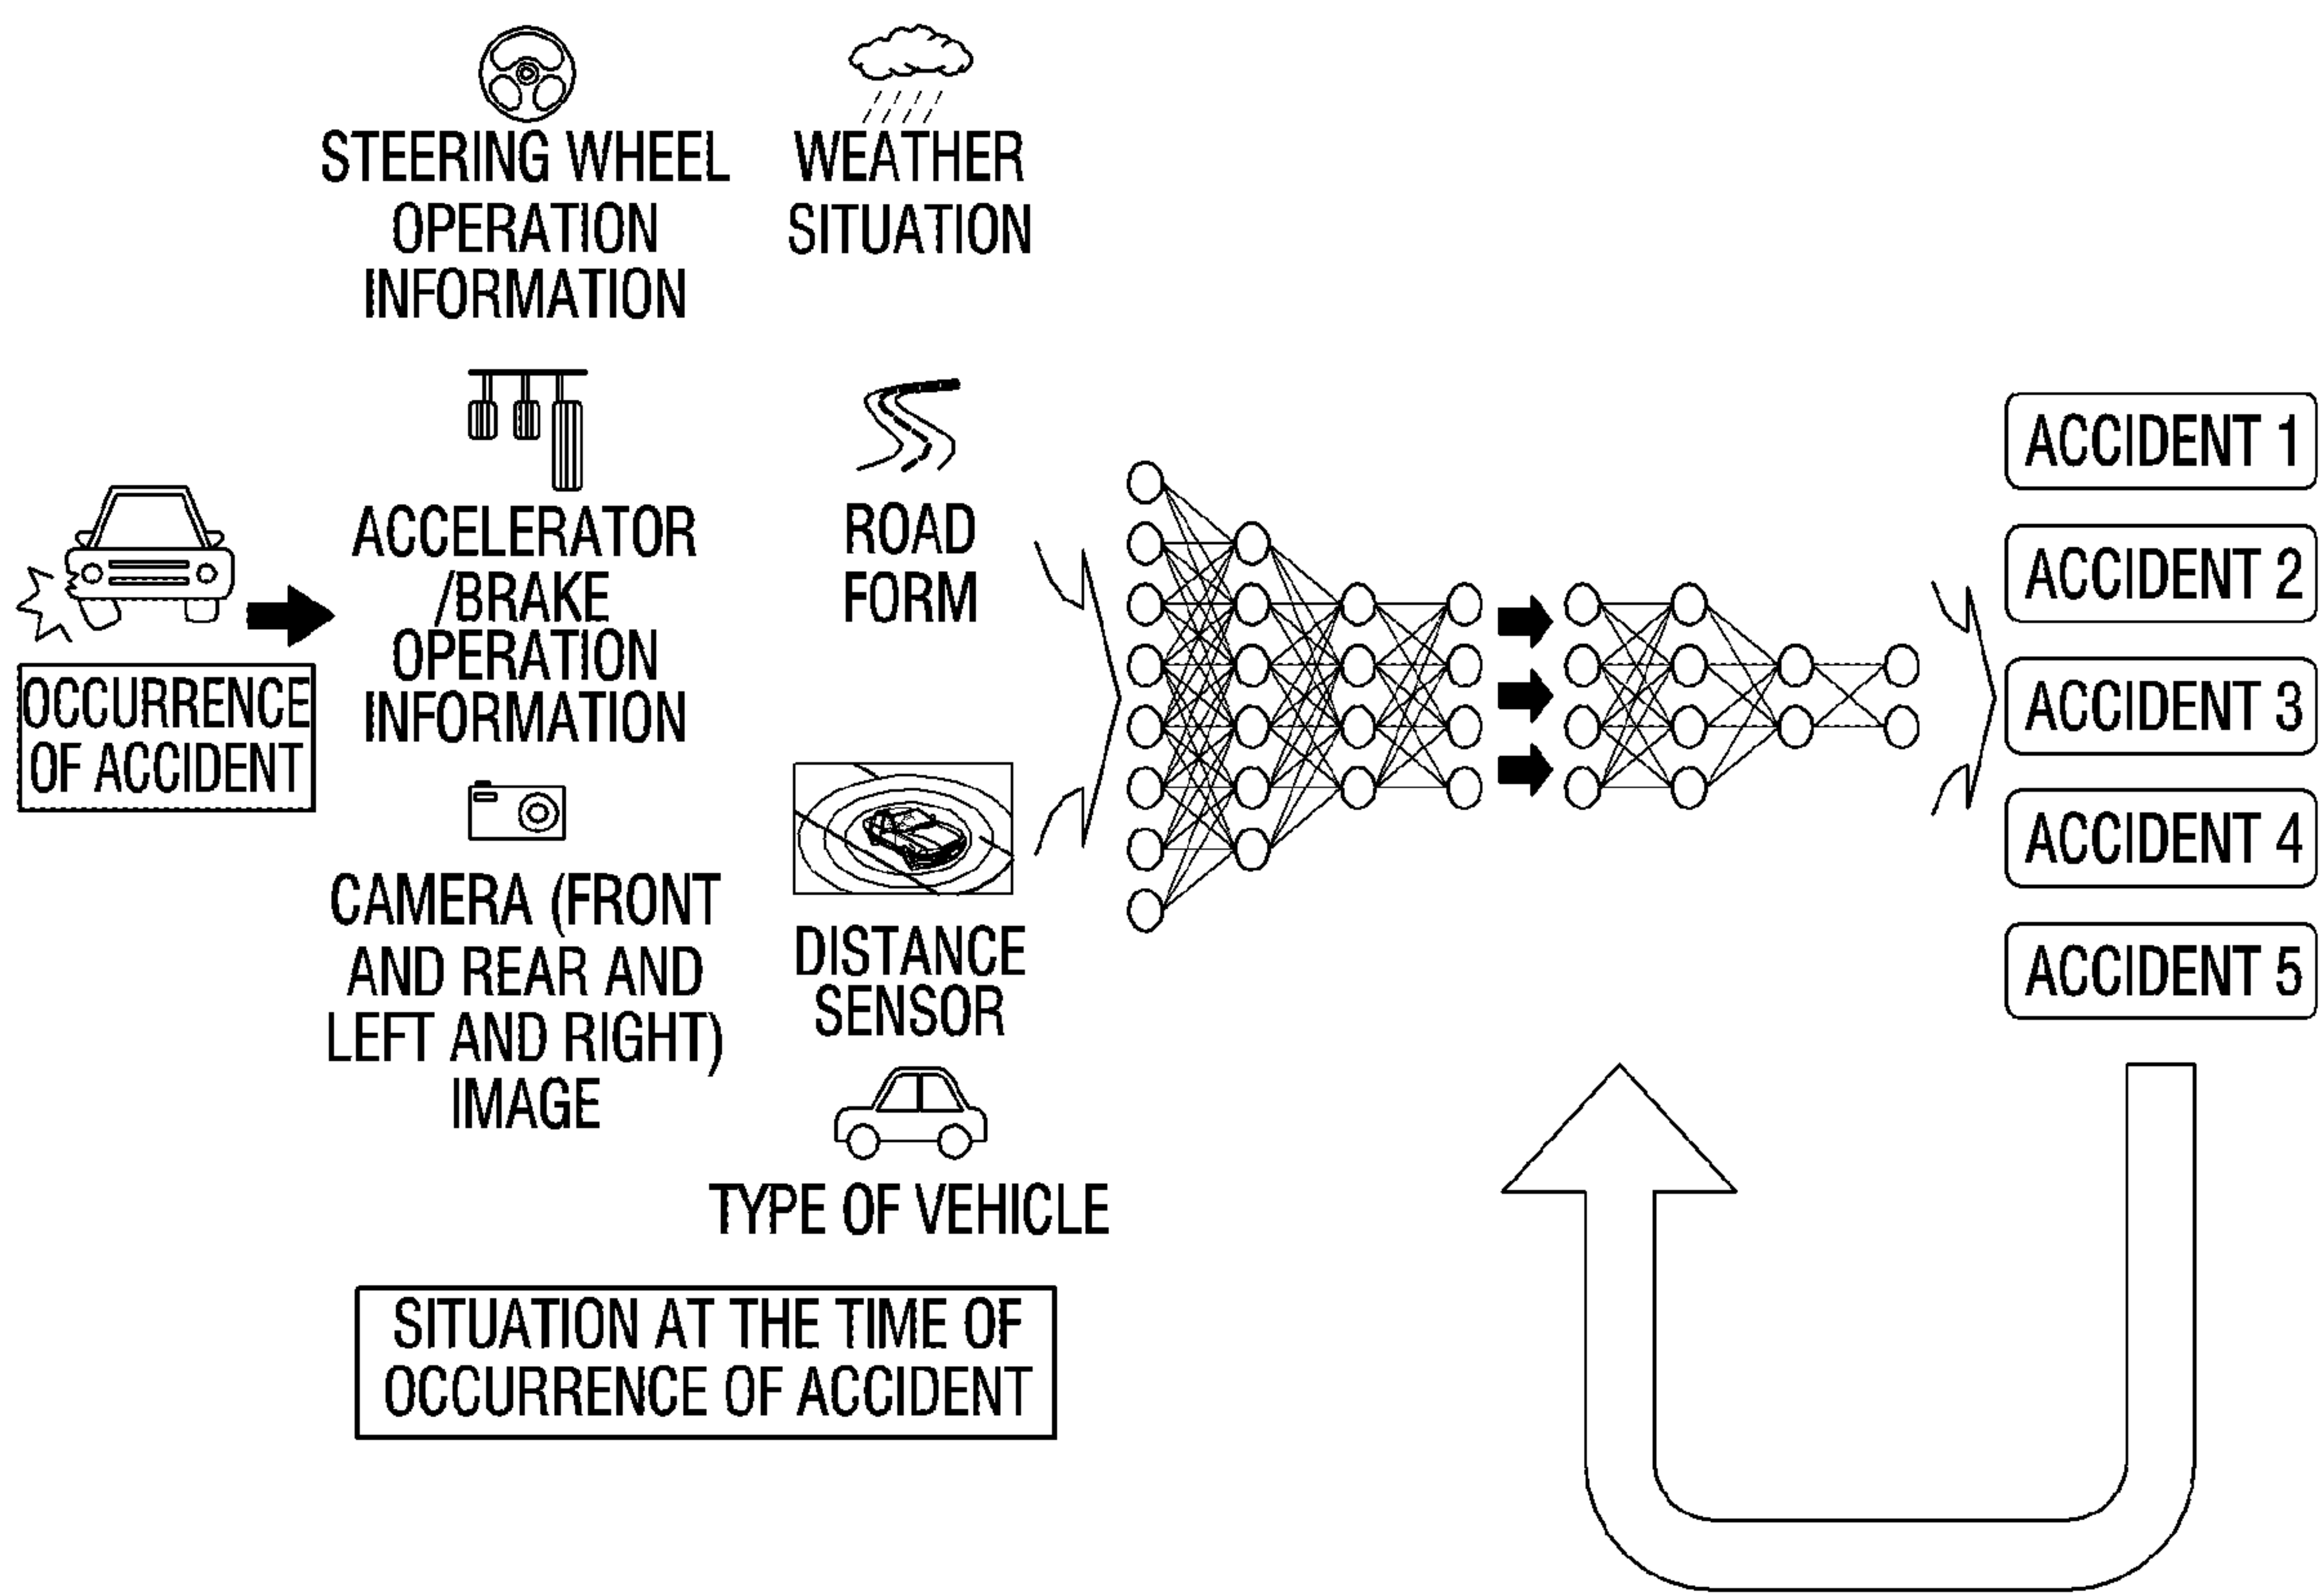 STEERING WHEEL
OPERATION
INFORMATION
WEATHER
SITUATION
ACCELERATOR
/BRAKE
OPERATION
INFORMATION
ROAD
FORM
OCCURRENCE
OF ACCIDENT
CAMERA (FRONT
AND REAR AND
LEFT AND RIGHT)
IMAGE
DISTANCE
SENSOR
TYPE OF VEHICLE
SITUATION AT THE TIME OF
OCCURRENCE OF ACCIDENT
ACCIDENT 1
ACCIDENT 2
ACCIDENT 3
ACCIDENT 4
ACCIDENT 5